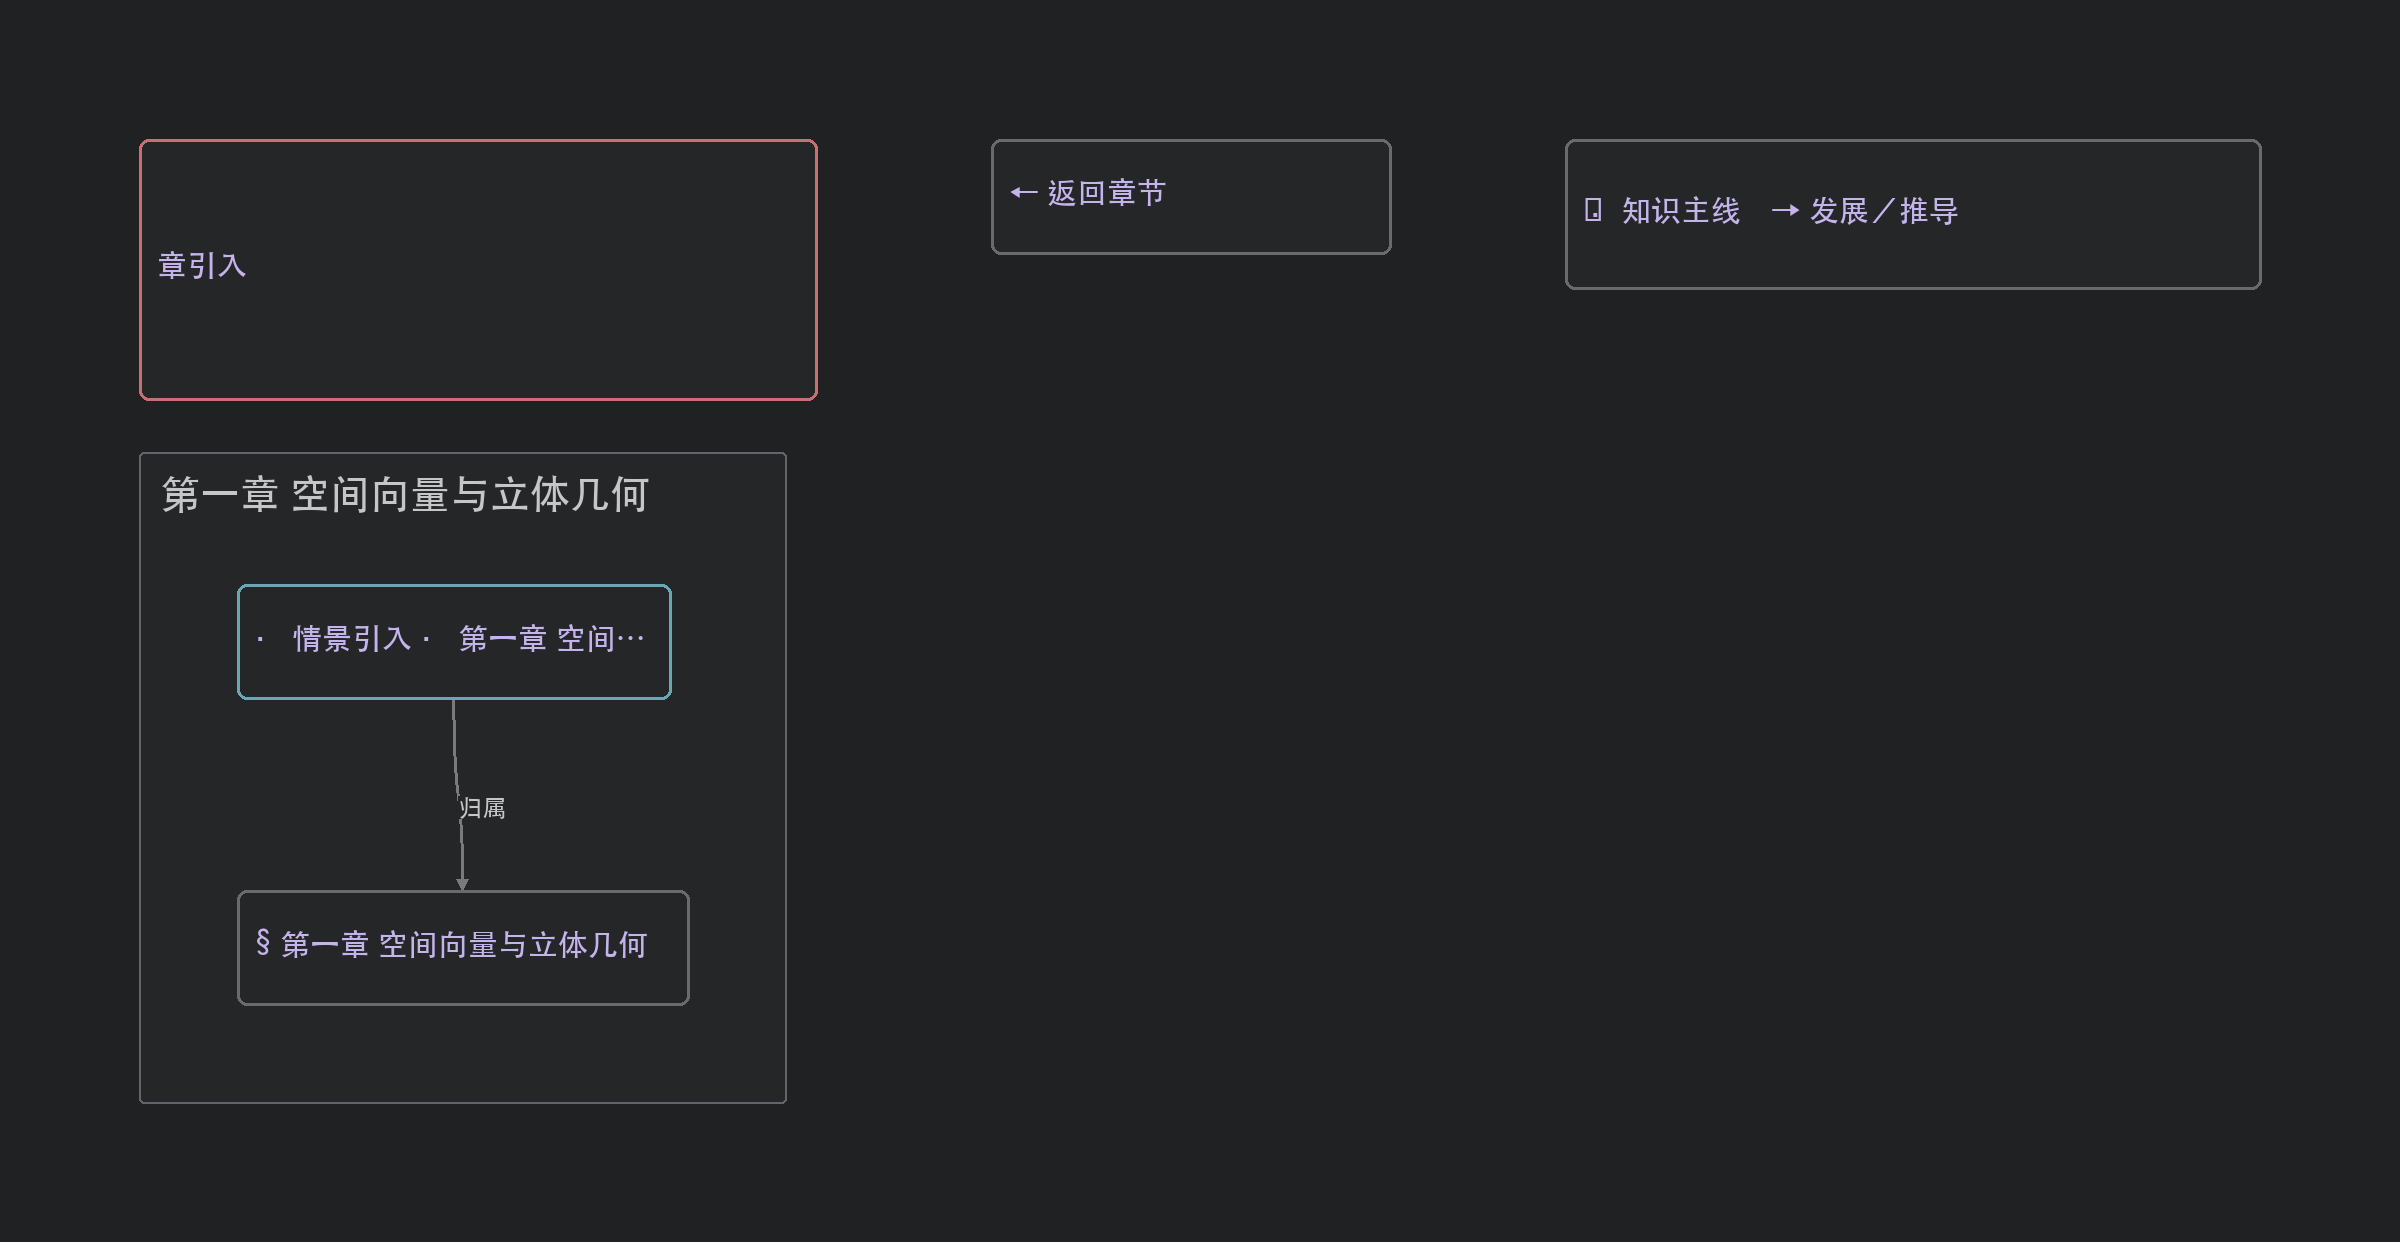 章引入
← 返回章节
知识主线 → 发展／推导
第一章 空间向量与立体几何
· 情景引入 · 第一章 空间…
归属
§ 第一章 空间向量与立体几何